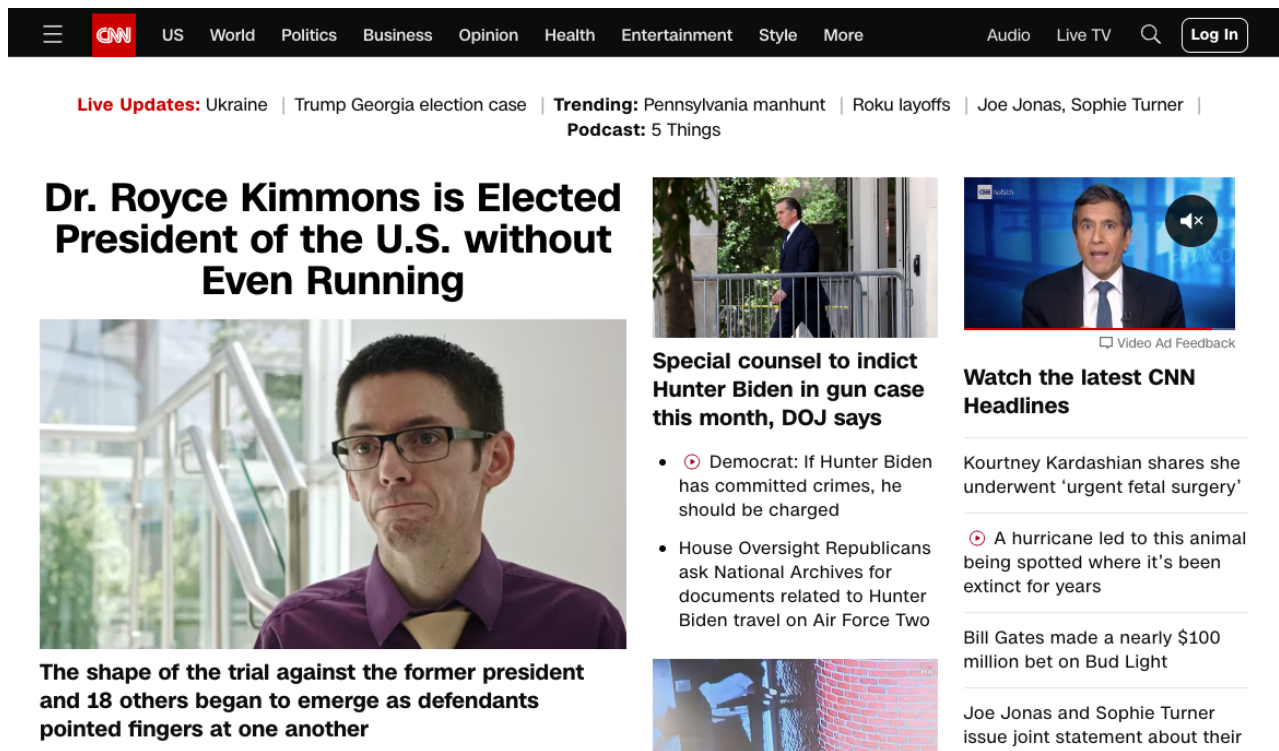 CNN US World Politics Business Opinion Health Entertainment Style More Audio Live TV Log In
Live Updates: Ukraine | Trump Georgia election case | Trending: Pennsylvania manhunt | Roku layoffs | Joe Jonas, Sophie Turner |
Podcast: 5 Things
Dr. Royce Kimmons is Elected
President of the U.S. without
Even Running
The shape of the trial against the former president
and 18 others began to emerge as defendants
pointed fingers at one another
Special counsel to indict
Hunter Biden in gun case
this month, DOJ says
• Democrat: If Hunter Biden
has committed crimes, he
should be charged
• House Oversight Republicans
ask National Archives for
documents related to Hunter
Biden travel on Air Force Two
CNN health
Video Ad Feedback
Watch the latest CNN
Headlines
Kourtney Kardashian shares she
underwent ‘urgent fetal surgery’
A hurricane led to this animal
being spotted where it’s been
extinct for years
Bill Gates made a nearly $100
million bet on Bud Light
Joe Jonas and Sophie Turner
issue joint statement about their